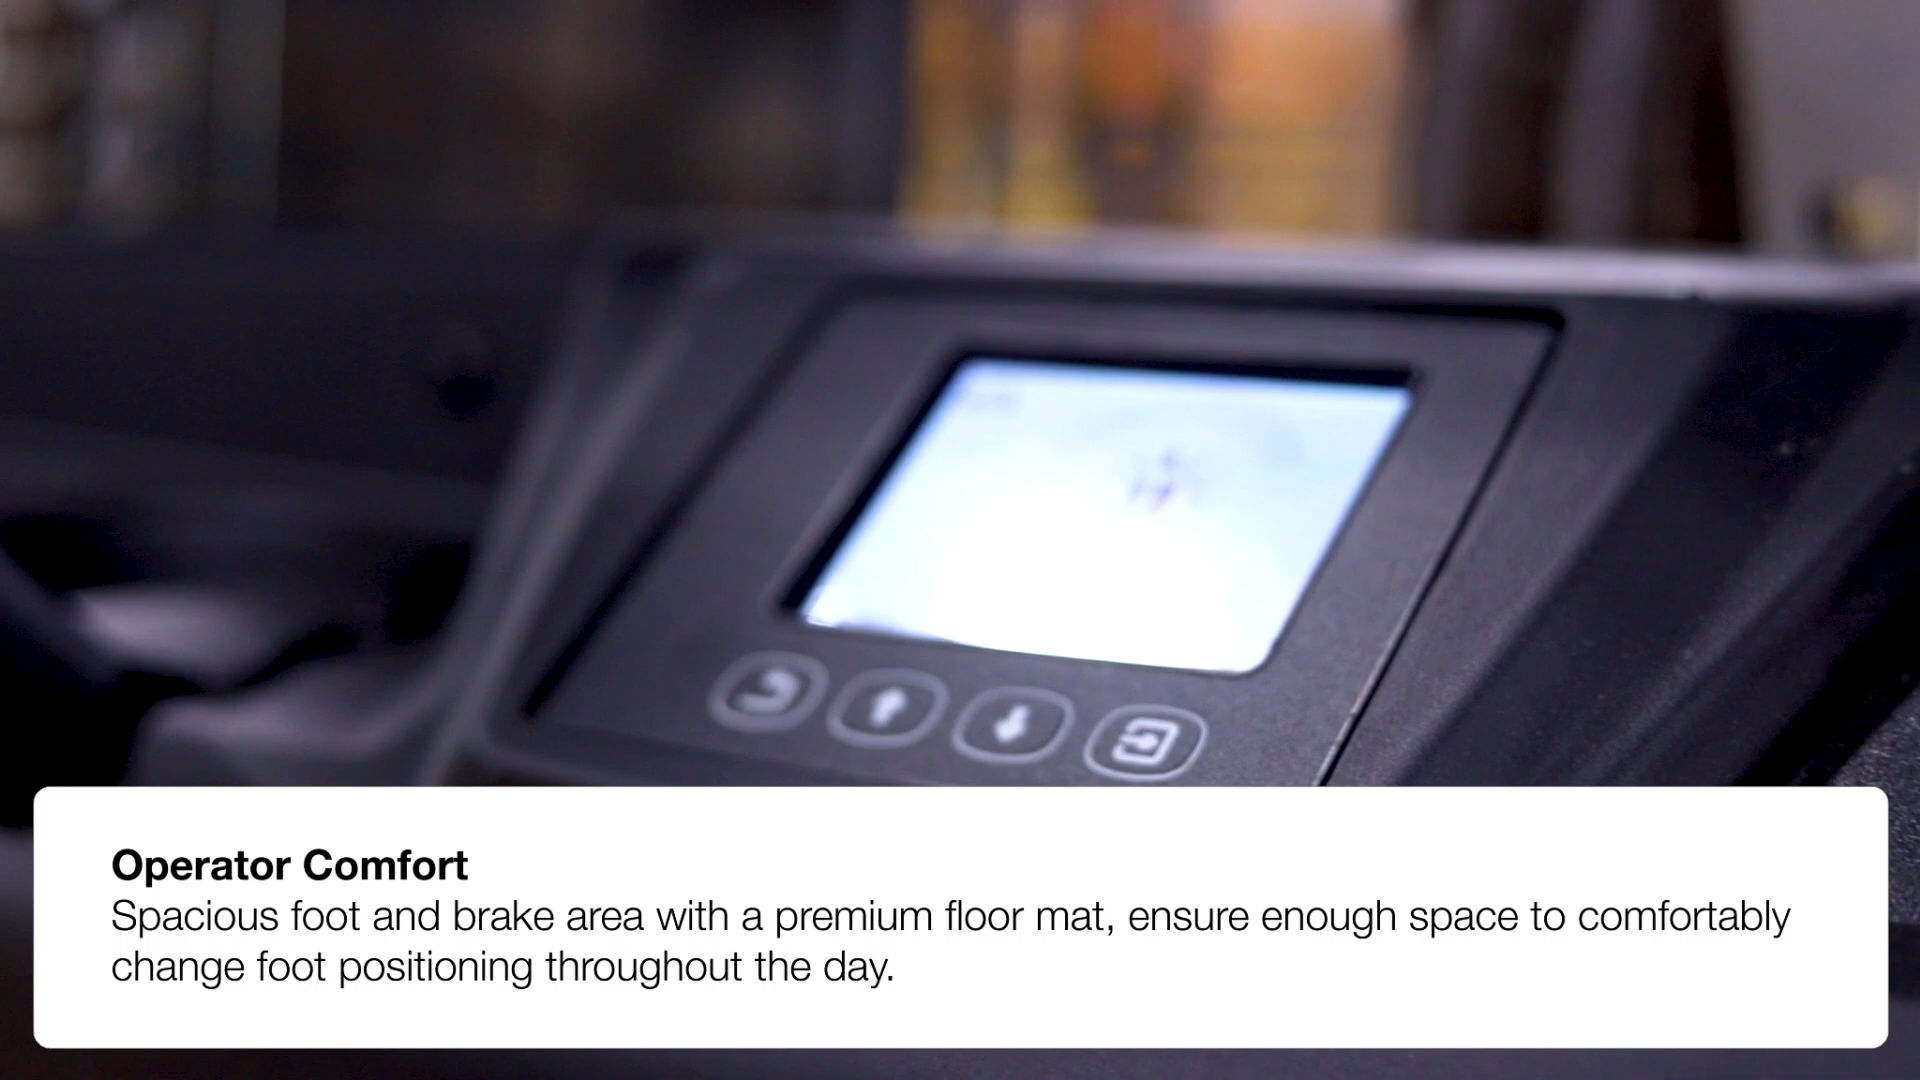 Operator Comfort
Spacious foot and brake area with a premium floor mat, ensure enough space to comfortably
change foot positioning throughout the day.